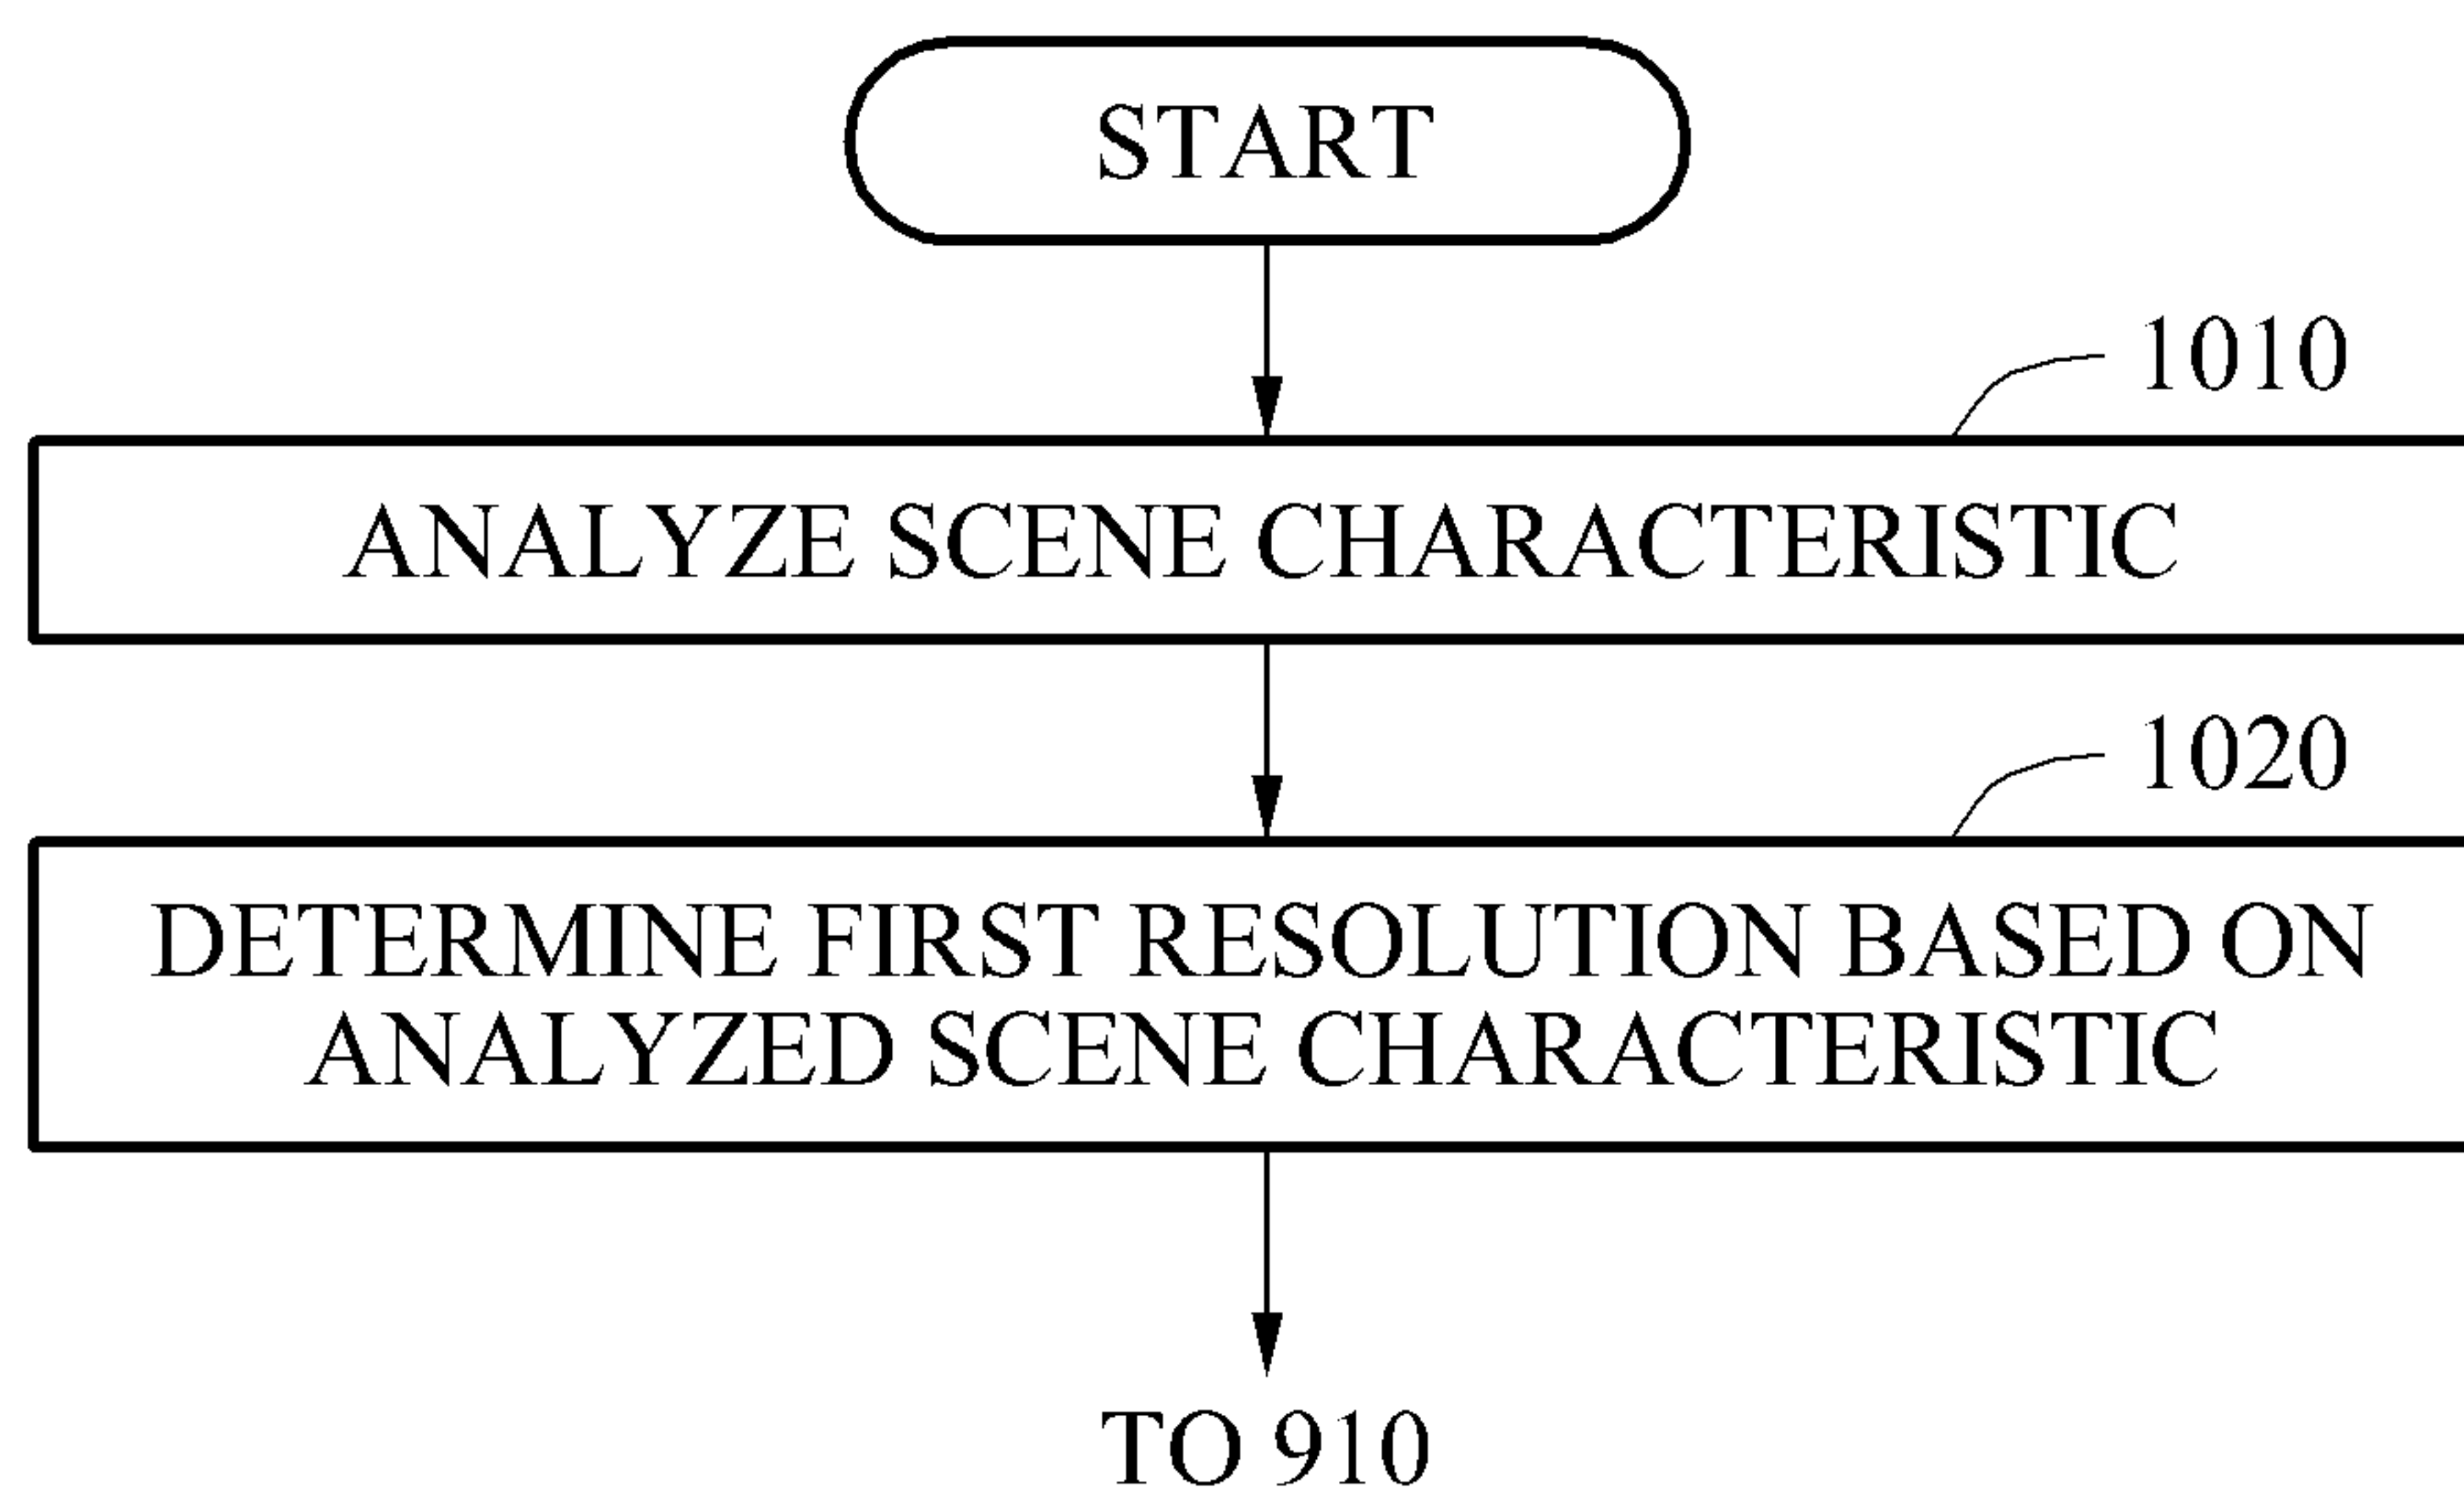 START
1010
ANALYZE SCENE CHARACTERISTIC
1020
DETERMINE FIRST RESOLUTION BASED ON
ANALYZED SCENE CHARACTERISTIC
TO 910